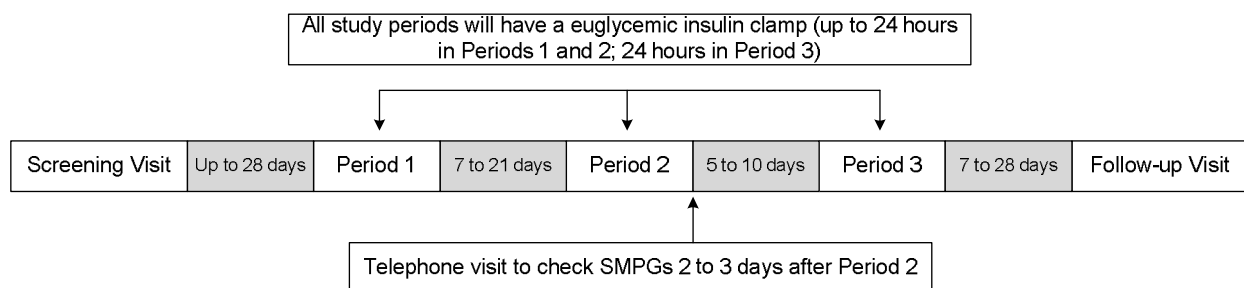 All study periods will have a euglycemic insulin clamp (up to 24 hours
in Periods 1 and 2; 24 hours in Period 3)
Screening Visit Up to 28 days Period 1 7 to 21 days Period 2 5 to 10 days Period 3 7 to 28 days Follow-up Visit
Telephone visit to check SMPGs 2 to 3 days after Period 2